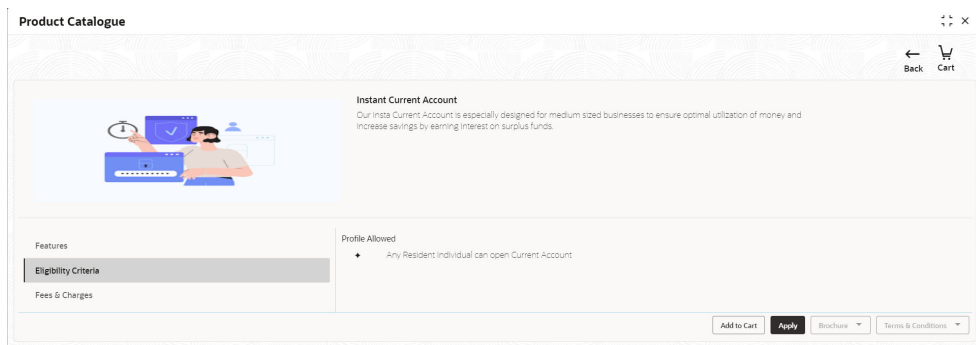 Product Catalogue
Back
Cart
Instant Current Account
Our Insta Current Account is especially designed for medium sized businesses to ensure optimal utilization of money and
increase savings by earning interest on surplus funds.
Features
Eligibility Criteria
Fees & Charges
Profile Allowed
Any Resident Individual can open Current Account
Add to Cart
Apply
Brochure
Terms & Conditions